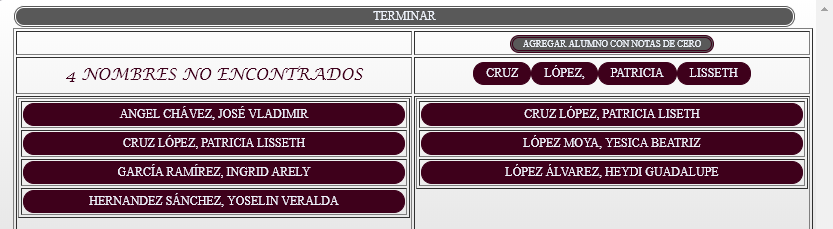 TERMINAR
AGREGAR ALUMNO CON NOTAS DE CERO
4 NOMBRES NO ENCONTRADOS
CRUZ LÓPEZ, PATRICIA LISSETH
ANGEL CHÁVEZ, JOSÉ VLADIMIR
CRUZ LÓPEZ, PATRICIA LISSETH
GARCÍA RAMÍREZ, INGRID ARELY
HERNANDEZ SÁNCHEZ, YOSELIN VERALDA
CRUZ LÓPEZ, PATRICIA LISETH
LÓPEZ MOYA, YESICA BEATRIZ
LÓPEZ ÁLVAREZ, HEYDI GUADALUPE